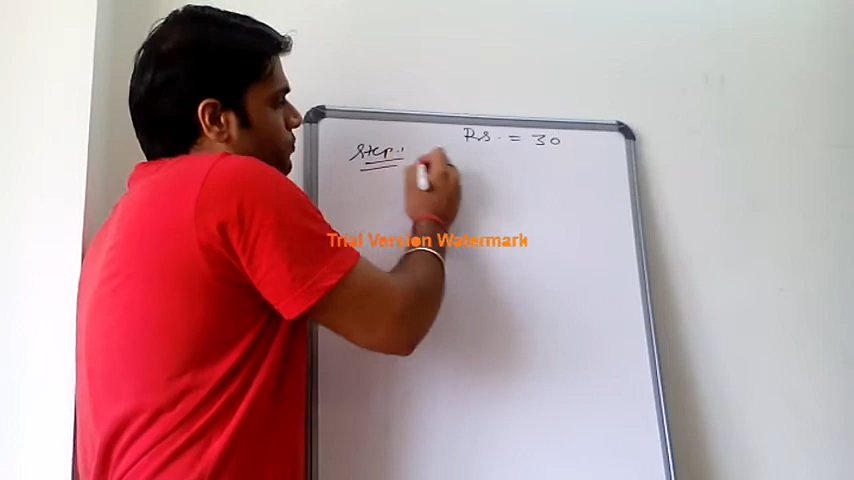 Rs. = 30
Step:
Trial Version Watermark